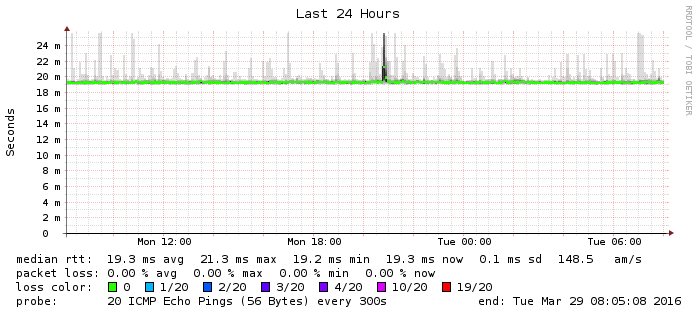 Last 24 Hours
RRDTOOL / TOBI OETIKER
Seconds
24 m
22 m
20 m
18 m
16 m
14 m
12 m
10 m
8 m
6 m
4 m
2 m
0
Mon 12:00 Mon 18:00 Tue 00:00 Tue 06:00
median rtt: 19.3 ms avg 21.3 ms max 19.2 ms min 19.3 ms now 0.1 ms sd 148.5 am/s
packet loss: 0.00 % avg 0.00 % max 0.00 % min 0.00 % now
loss color: 0 1/20 2/20 3/20 4/20 10/20 19/20
probe: 20 ICMP Echo Pings (56 Bytes) every 300s end: Tue Mar 29 08:05:08 2016